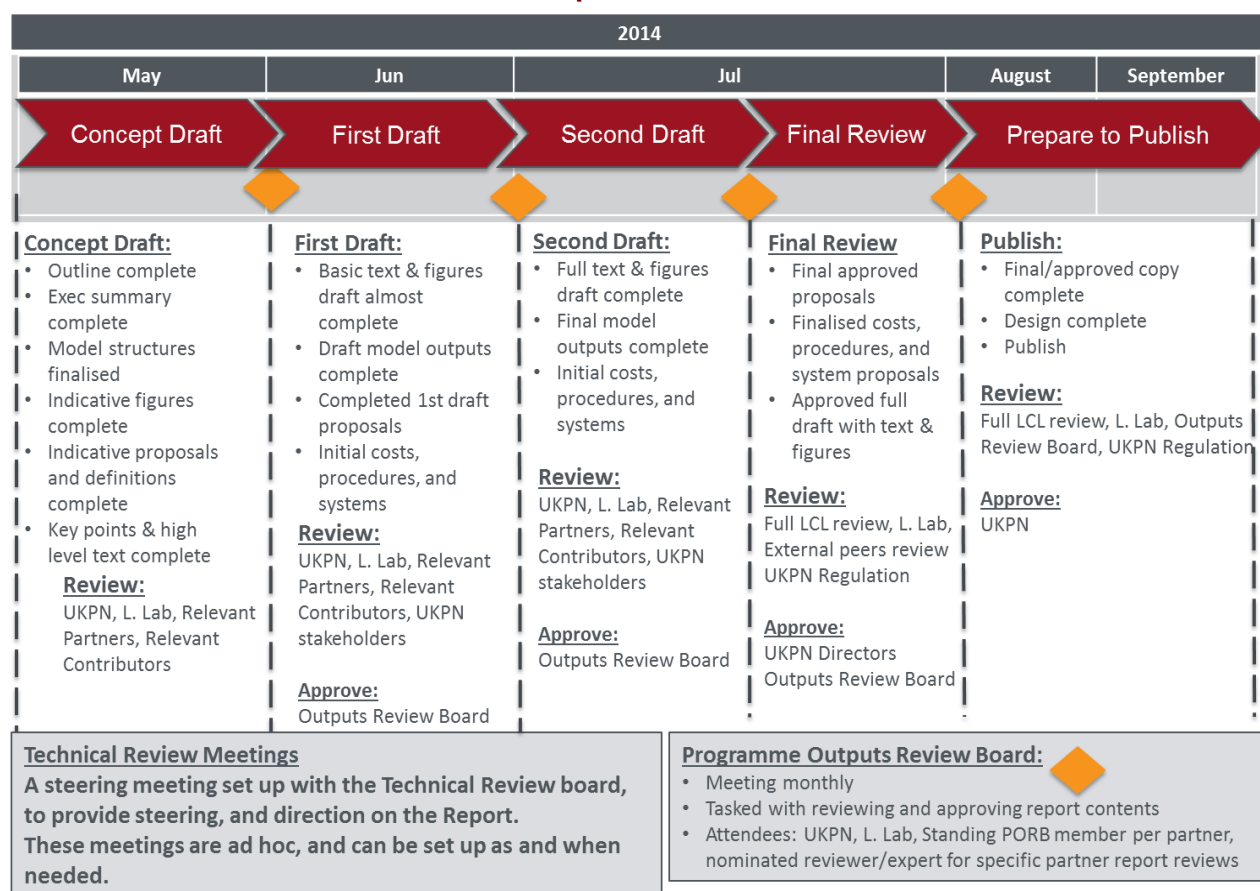 2014
May
Jun
Jul
August
September
Concept Draft
First Draft
Second Draft
Final Review
Prepare to Publish
Concept Draft:
• Outline complete
• Exec summary
complete
• Model structures
finalised
• Indicative figures
complete
• Indicative proposals
and definitions
complete
• Key points & high
level text complete
Review:
UKPN, L. Lab, Relevant
Partners, Relevant
Contributors
First Draft:
• Basic text & figures
draft almost
complete
• Draft model outputs
complete
• Completed 1st draft
proposals
• Initial costs,
procedures, and
systems
Review:
UKPN, L. Lab, Relevant
Partners, Relevant
Contributors, UKPN
stakeholders
Approve:
Outputs Review Board
Second Draft:
• Full text & figures
draft complete
• Final model
outputs complete
• Initial costs,
procedures, and
systems
Review:
UKPN, L. Lab, Relevant
Partners, Relevant
Contributors, UKPN
stakeholders
Approve:
Outputs Review Board
Final Review
• Final approved
proposals
• Finalised costs,
procedures, and
system proposals
• Approved full
draft with text &
figures
Review:
Full LCL review, L. Lab,
External peers review
UKPN Regulation
Approve:
UKPN Directors
Outputs Review Board
Publish:
• Final/approved copy
complete
• Design complete
• Publish
Review:
Full LCL review, L. Lab, Outputs
Review Board, UKPN Regulation
Approve:
UKPN
Technical Review Meetings
A steering meeting set up with the Technical Review board,
to provide steering, and direction on the Report.
These meetings are ad hoc, and can be set up as and when
needed.
Programme Outputs Review Board:
• Meeting monthly
• Tasked with reviewing and approving report contents
• Attendees: UKPN, L. Lab, Standing PORB member per partner,
nominated reviewer/expert for specific partner report reviews